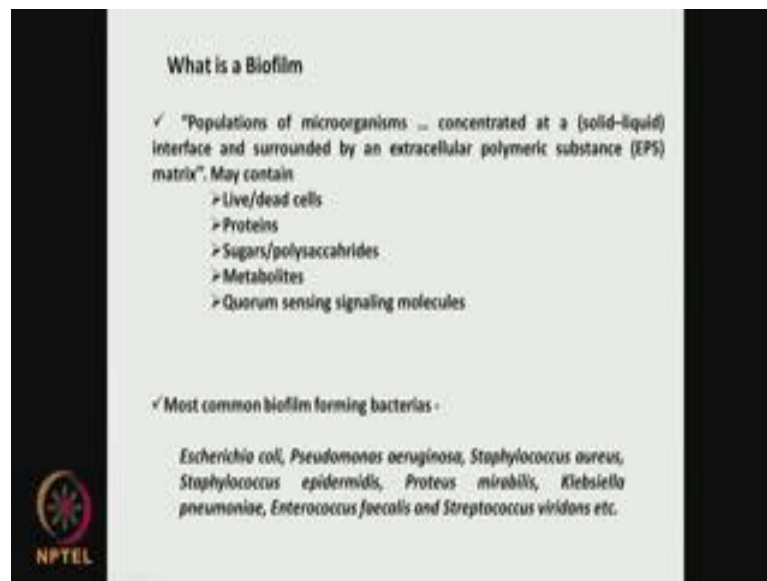 What is a Biofilm
✓ "Populations of microorganisms ... concentrated at a (solid-liquid)
interface and surrounded by an extracellular polymeric substance (EPS)
matrix". May contain
➢Live/dead cells
➢Proteins
➢Sugars/polysaccahrides
➢Metabolites
➢Quorum sensing signaling molecules
✓Most common biofilm forming bacterias -
Escherichia coli, Pseudomonas aeruginosa, Staphylococcus aureus,
Staphylococcus epidermidis, Proteus mirabilis, Klebsiella
pneumoniae, Enterococcus faecalis and Streptococcus viridans etc.
NPTEL